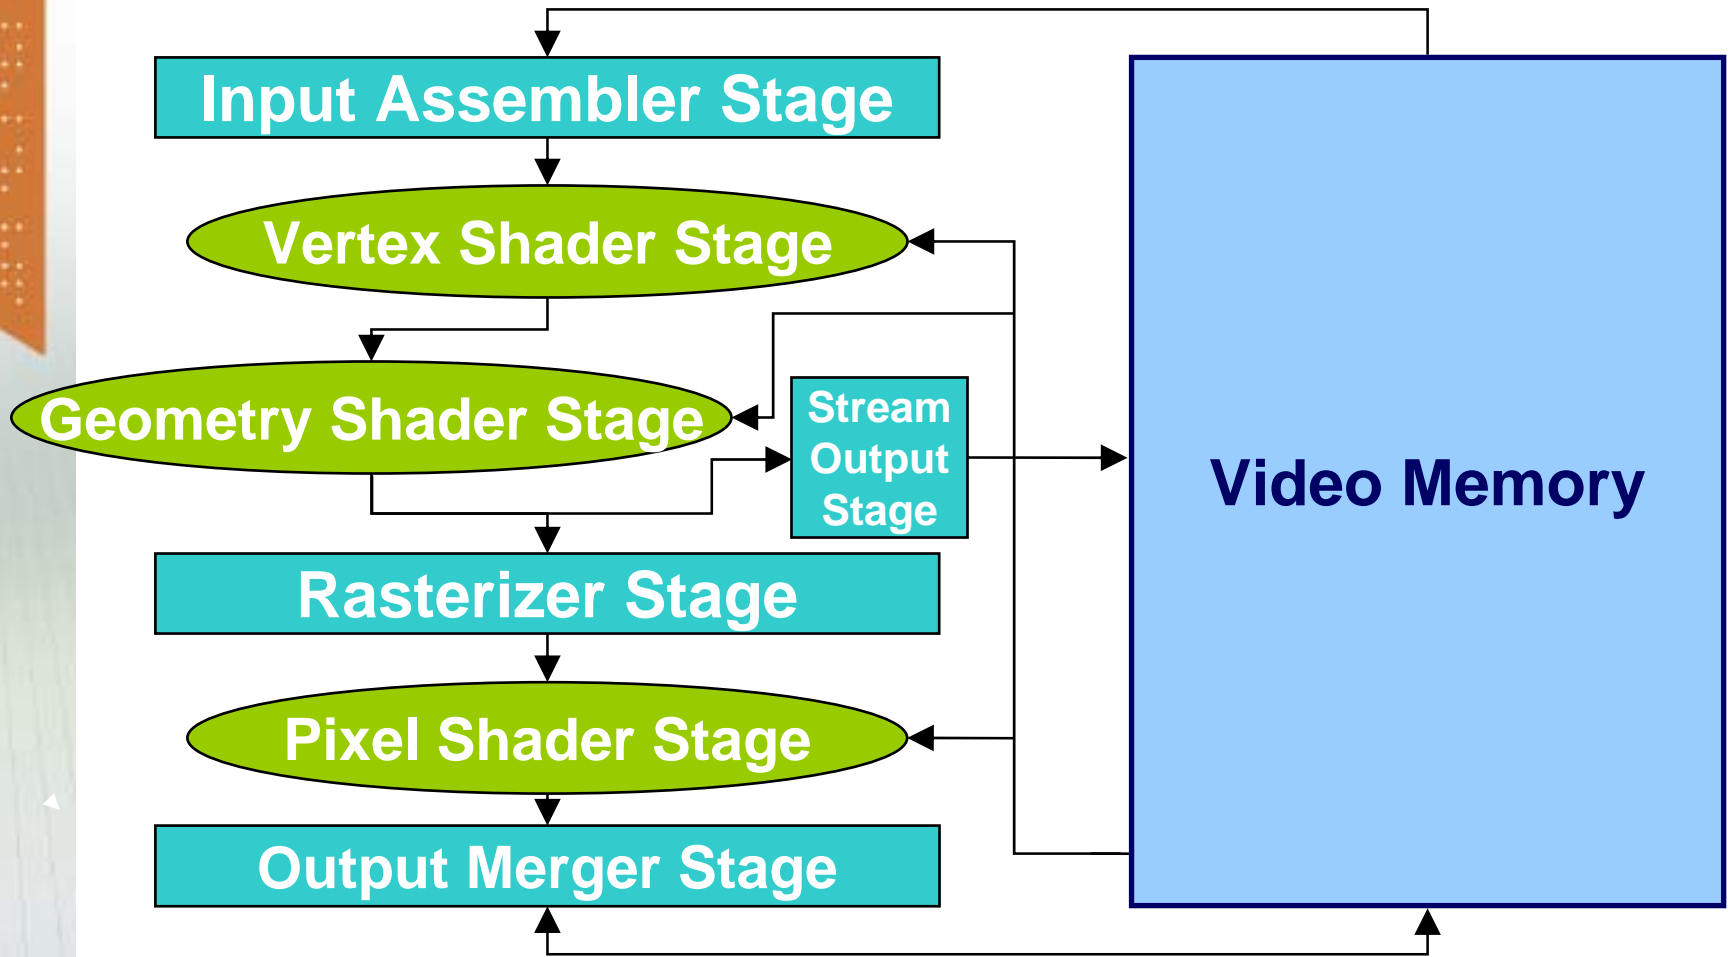 Input Assembler Stage
Vertex Shader Stage
Geometry Shader Stage
Stream
Output
Stage
Video Memory
Rasterizer Stage
Pixel Shader Stage
Output Merger Stage